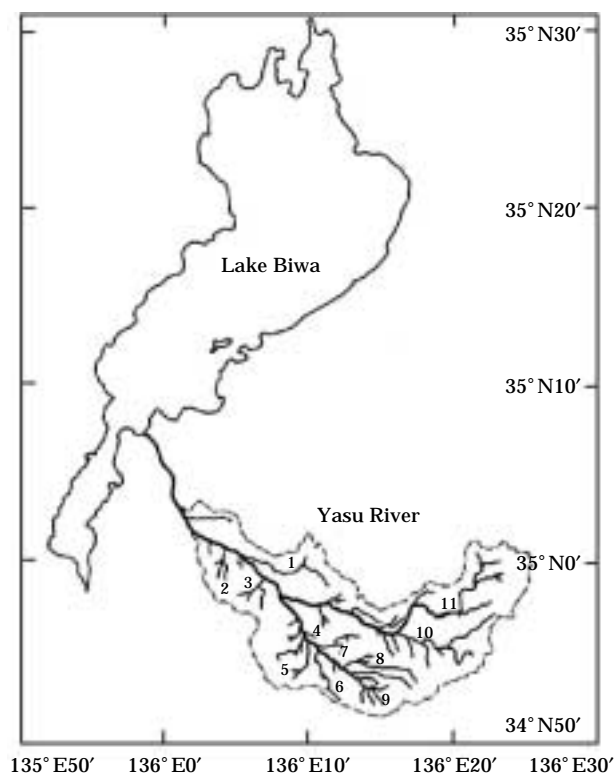 35° N30′
35° N20′
Lake Biwa
35° N10′
Yasu River
35° N0′
1
2
3
11
4
10
7
8
5
6
9
34° N50′
135° E50′ 136° E0′ 136° E10′ 136° E20′ 136° E30′